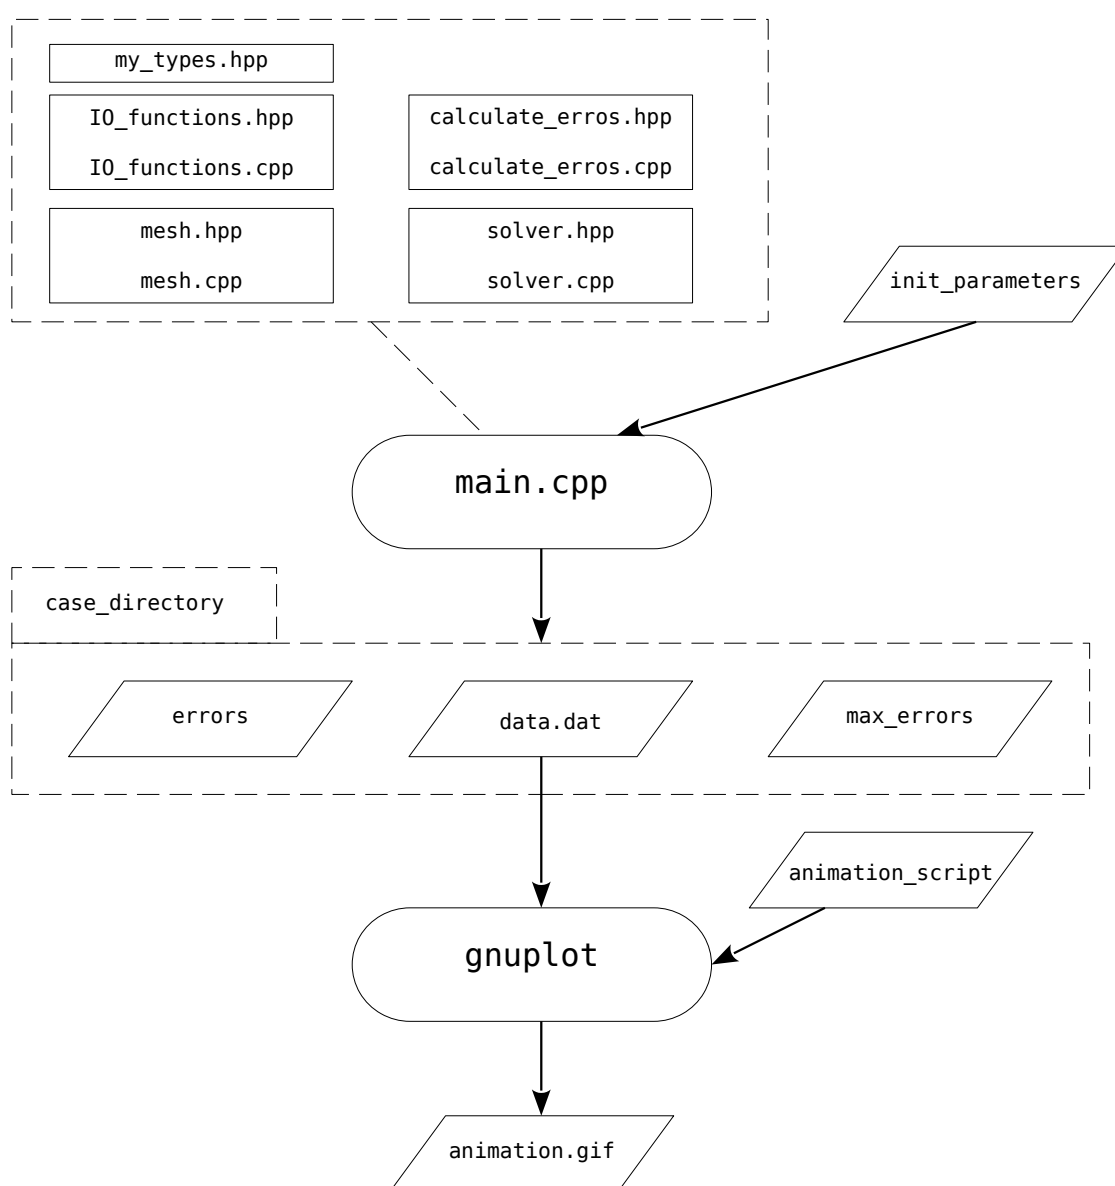 my_types.hpp
IO_functions.hpp
IO_functions.cpp
calculate_erros.hpp
calculate_erros.cpp
mesh.hpp
mesh.cpp
solver.hpp
solver.cpp
init_parameters
main.cpp
case_directory
errors
data.dat
max_errors
animation_script
gnuplot
animation.gif